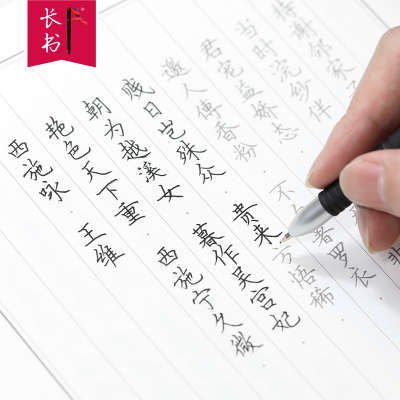 长书
西施咏 王维
艳色天下重 西施宁久微
朝为越溪女 暮作吴宫妃
贱日岂殊众 贵来方悟稀
邀人傅香粉 不 著罗衣
君宠益娇态 非
当时浣纱伴
持斯邻家